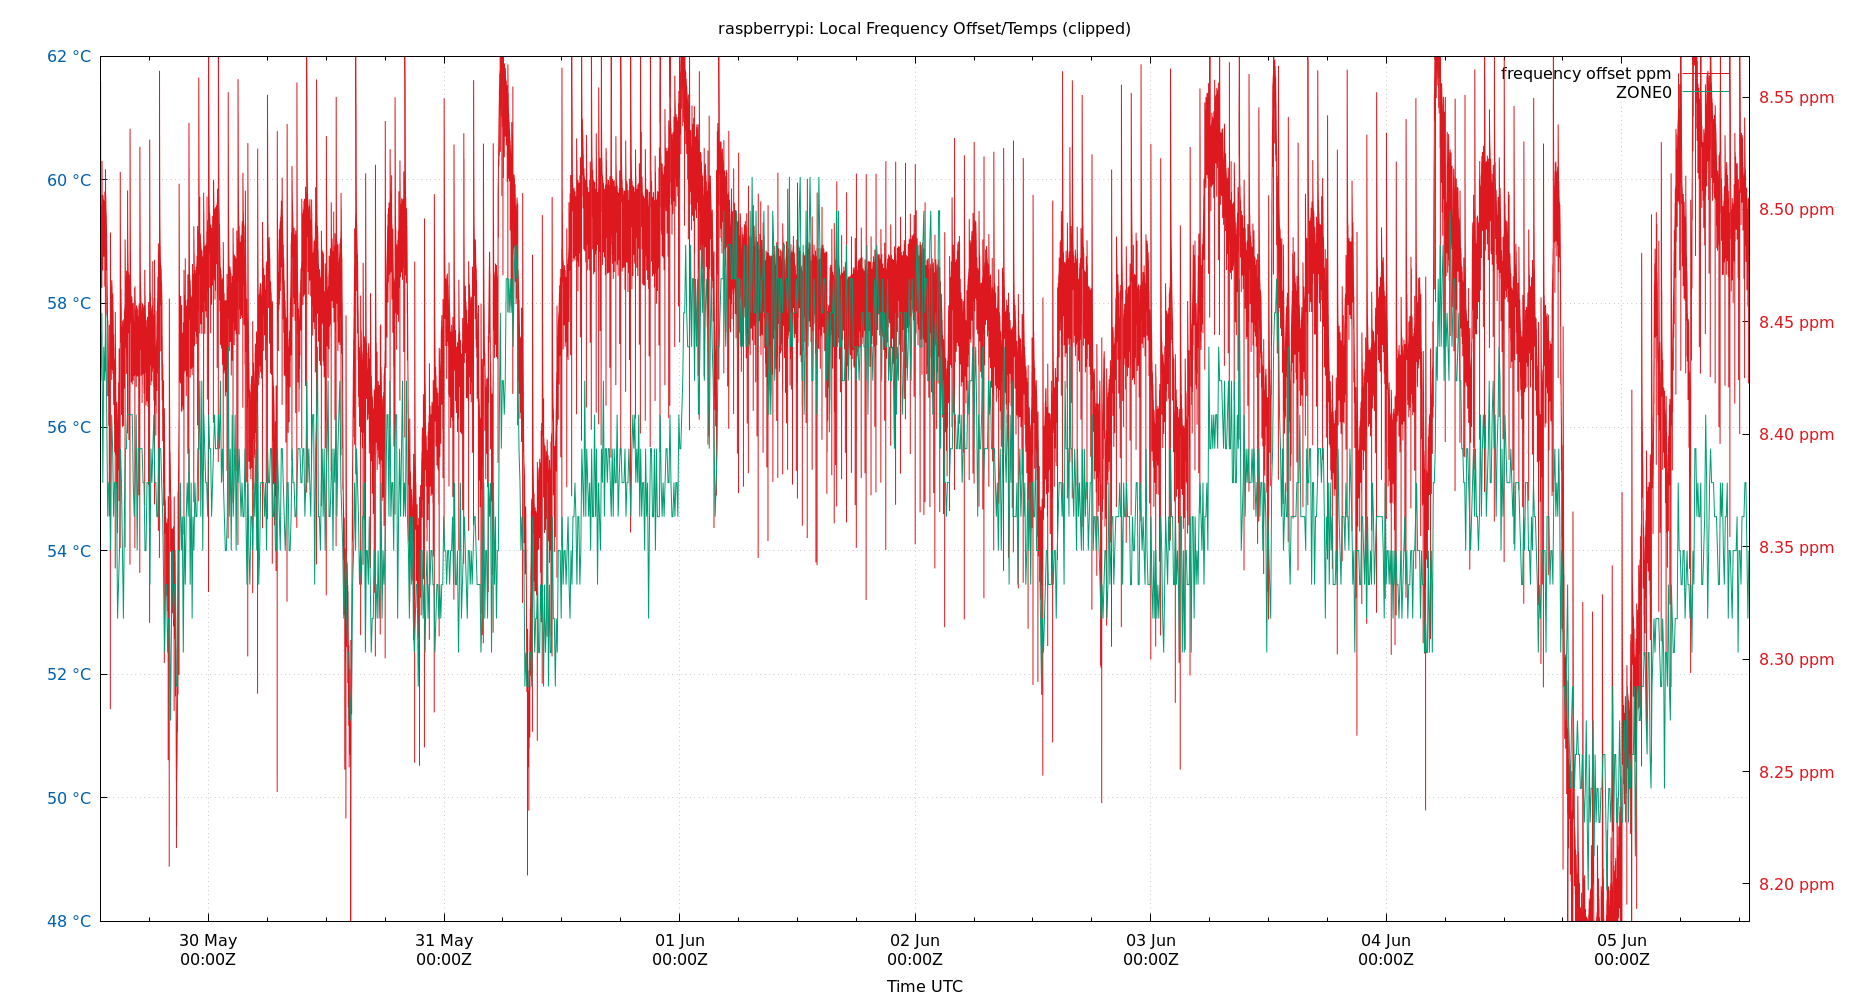 raspberrypi: Local Frequency Offset/Temps (clipped)
62 °C
60 °C
58 °C
56 °C
54 °C
52 °C
50 °C
48 °C
frequency offset ppm
ZONE0
8.55 ppm
8.50 ppm
8.45 ppm
8.40 ppm
8.35 ppm
8.30 ppm
8.25 ppm
8.20 ppm
30 May
00:00Z
31 May
00:00Z
01 Jun
00:00Z
02 Jun
00:00Z
03 Jun
00:00Z
04 Jun
00:00Z
05 Jun
00:00Z
Time UTC